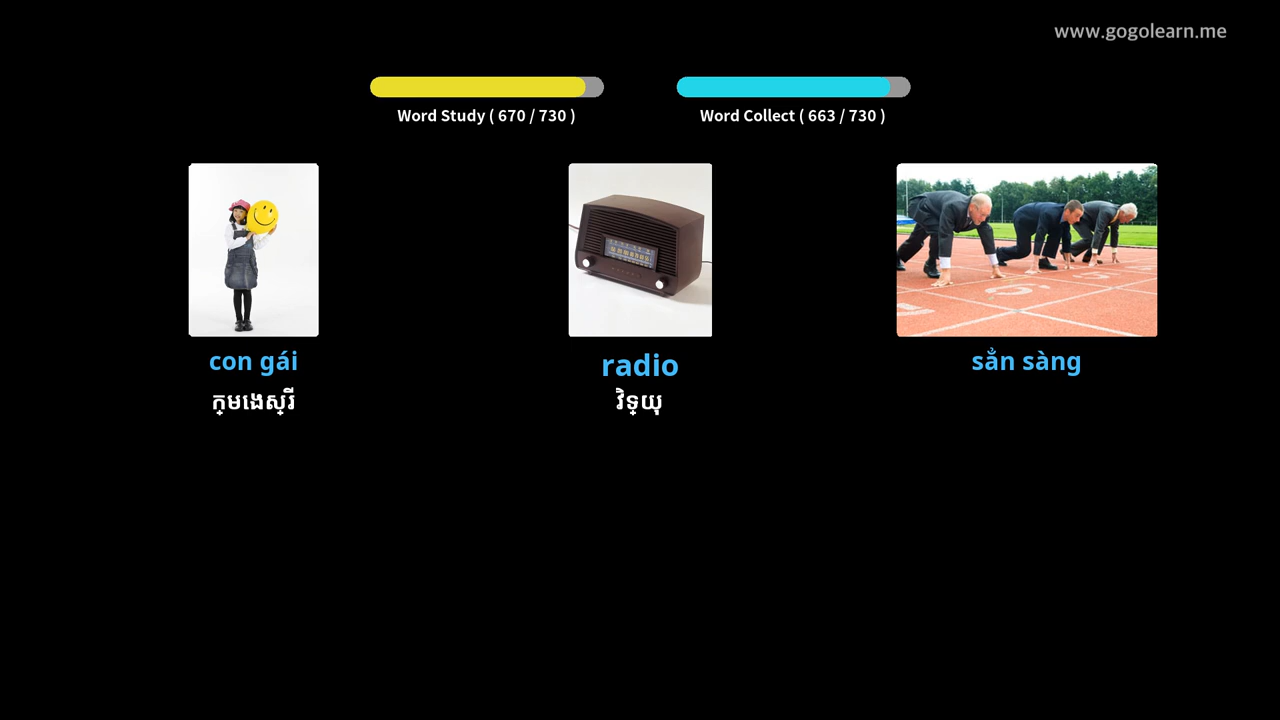 www.gogolearn.me
Word Study ( 670 / 730 )
Word Collect ( 663 / 730 )
con gái
radio
sẳn sàng
ក្មេងស្រី
វិទ្យុ